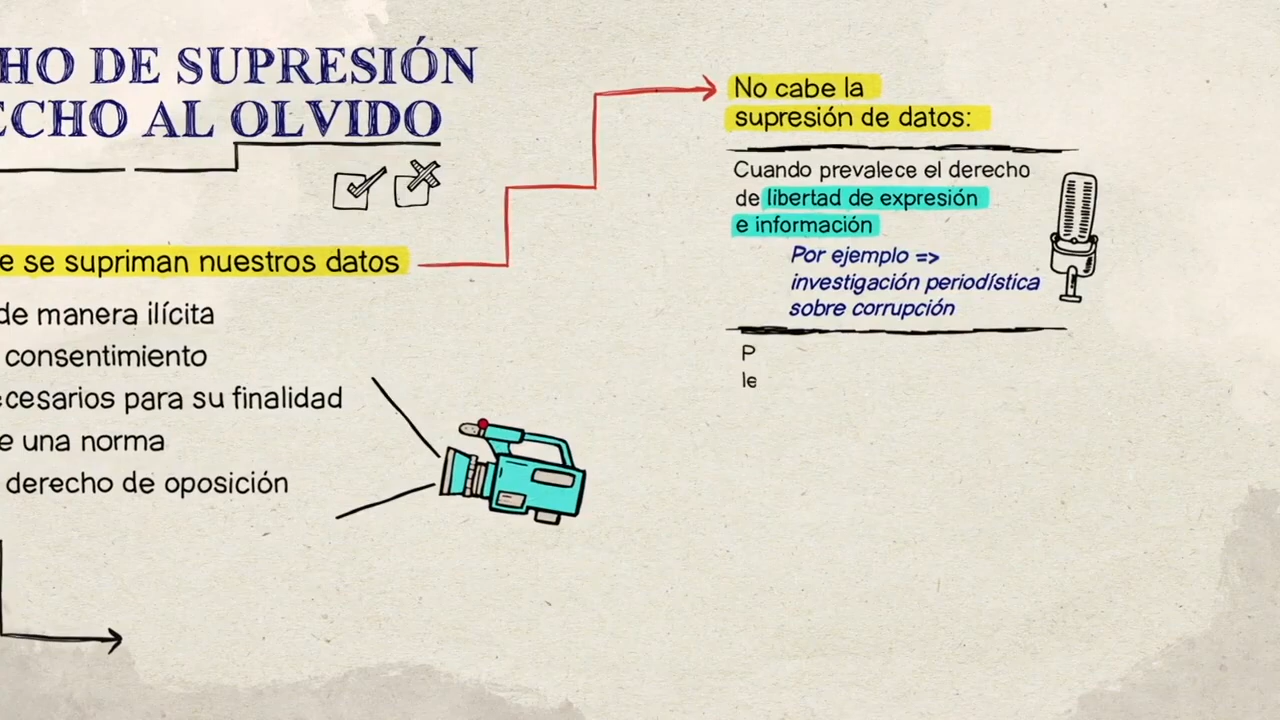 HO DE SUPRESIÓN
ECHO AL OLVIDO
e se supriman nuestros datos
de manera ilícita
consentimiento
cesarios para su finalidad
e una norma
derecho de oposición
No cabe la
supresión de datos:
Cuando prevalece el derecho
de libertad de expresión
e información
Por ejemplo =>
investigación periodística
sobre corrupción
P
le